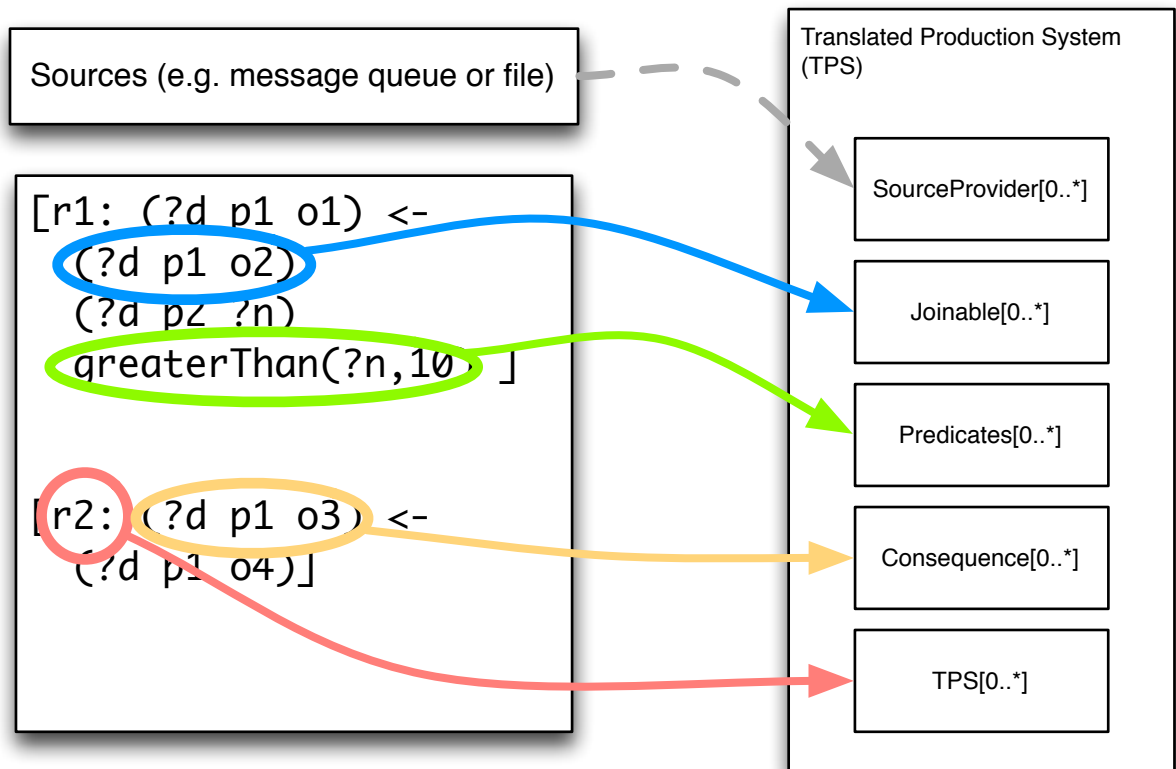 Sources (e.g. message queue or file)
[r1: (?d p1 o1) <-
(?d p1 o2)
(?d p2 ?n)
greaterThan(?n,10) ]
[r2: (?d p1 o3) <-
(?d p1 o4)]
Translated Production System
(TPS)
SourceProvider[0..*]
Joinable[0..*]
Predicates[0..*]
Consequence[0..*]
TPS[0..*]